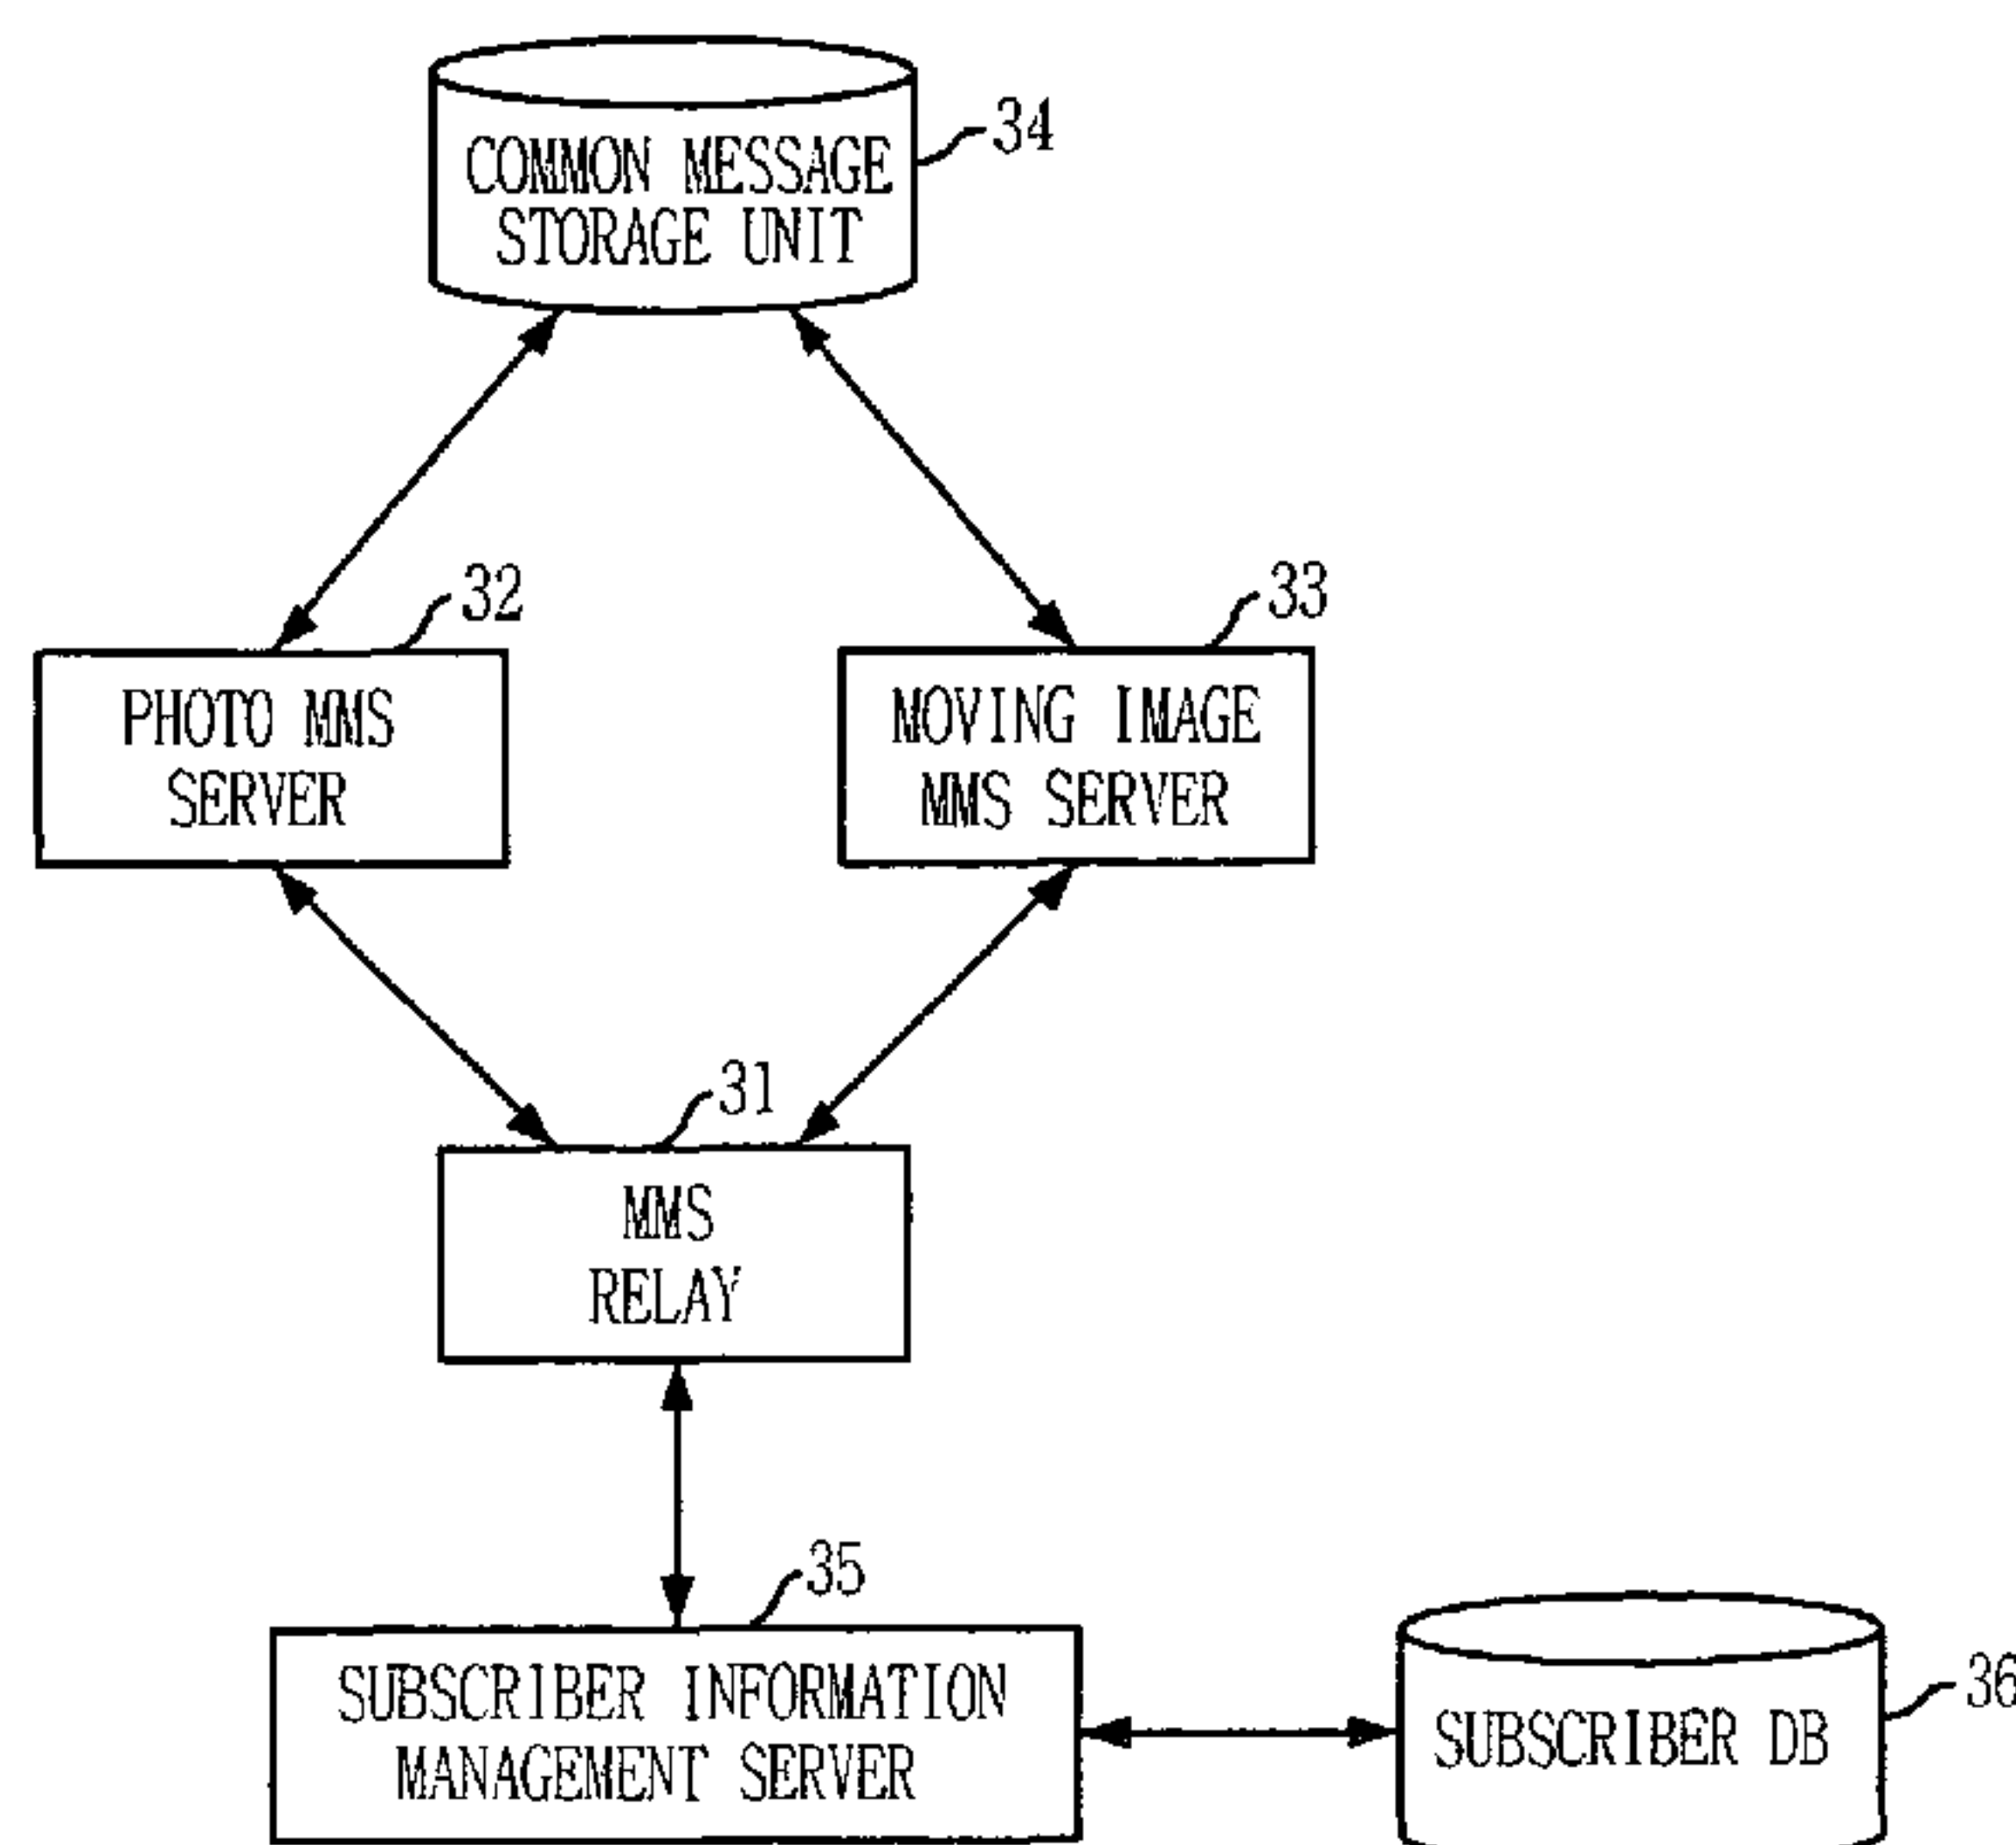 COMMON MESSAGE
STORAGE UNIT
34
32
33
PHOTO MMS
SERVER
MOVING IMAGE
MMS SERVER
31
MMS
RELAY
35
SUBSCRIBER INFORMATION
MANAGEMENT SERVER
36
SUBSCRIBER DB